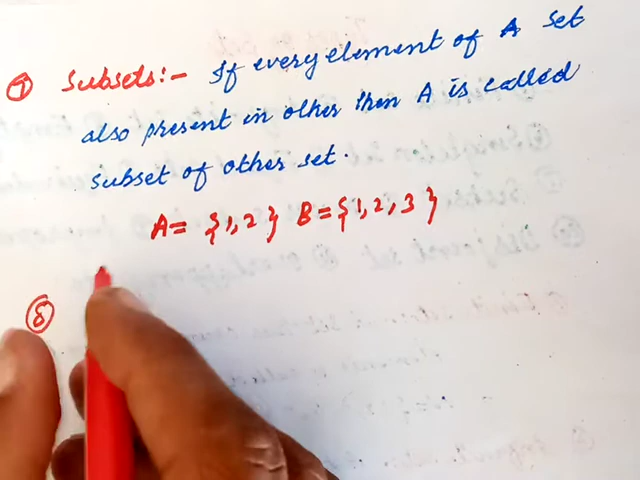 ⑦ Subsets:- If every element of A set
also present in other then A is called
subset of other set.
A= {1,2} B={1,2,3}
⑧